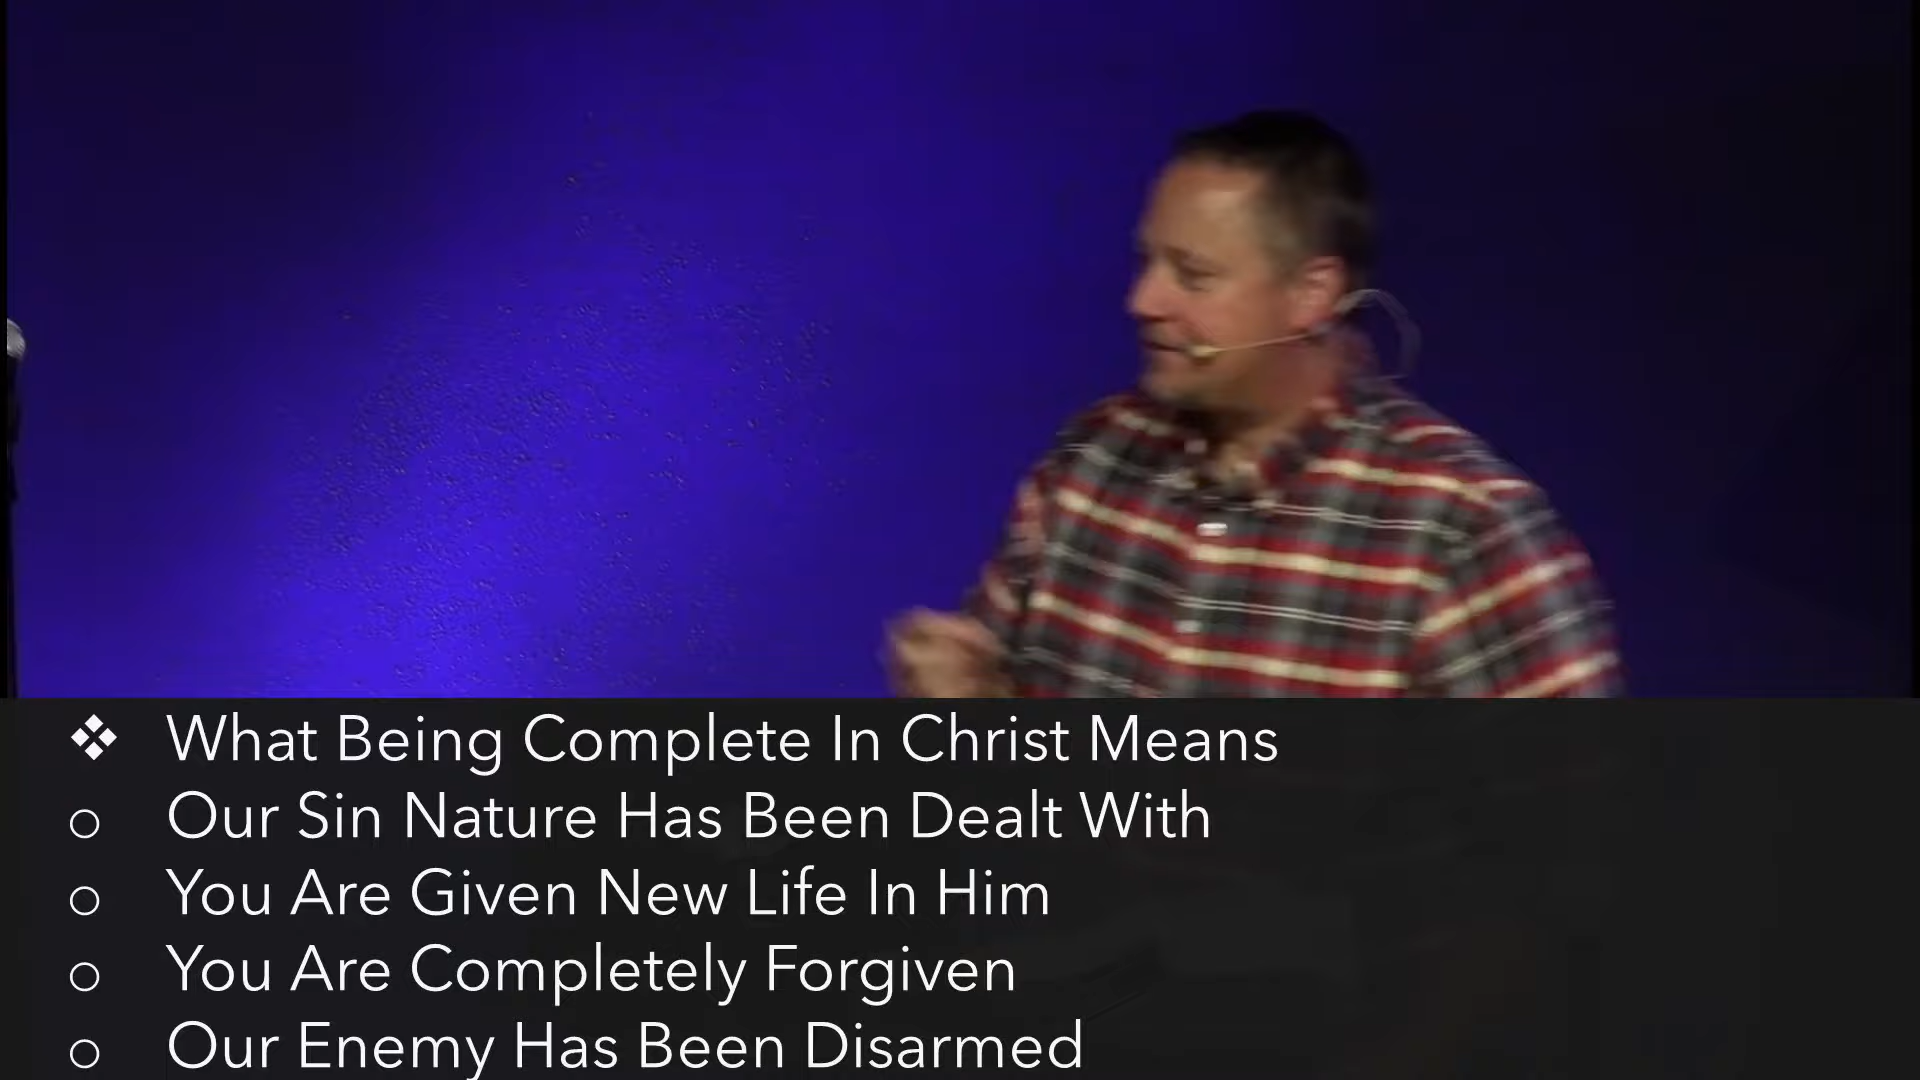 ❖ What Being Complete In Christ Means
○ Our Sin Nature Has Been Dealt With
○ You Are Given New Life In Him
○ You Are Completely Forgiven
○ Our Enemy Has Been Disarmed